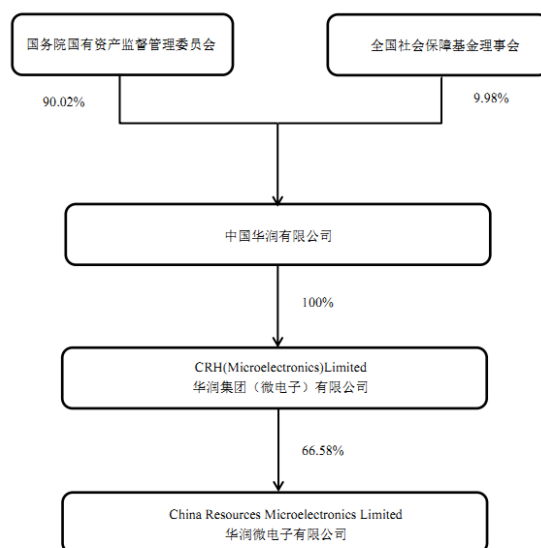 国务院国有资产监督管理委员会
全国社会保障基金理事会
90.02%
9.98%
中国华润有限公司
100%
CRH(Microelectronics)Limited
华润集团（微电子）有限公司
66.58%
China Resources Microelectronics Limited
华润微电子有限公司